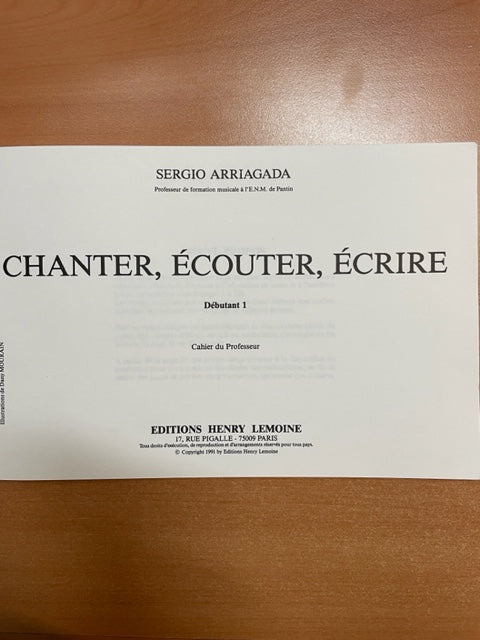 SERGIO ARRIAGADA
Professeur de formation musicale à l'E.N.M. de Pantin
CHANTER, ÉCOUTER, ÉCRIRE
Débutant 1
Cahier du Professeur
Illustrations de Dany MOUREAIN
EDITIONS HENRY LEMOINE
17, RUE PIGALLE - 75009 PARIS
Tous droits d'exécution, de reproduction et d'arrangements réservés pour tous pays.
© Copyright 1991 by Editions Henry Lemoine